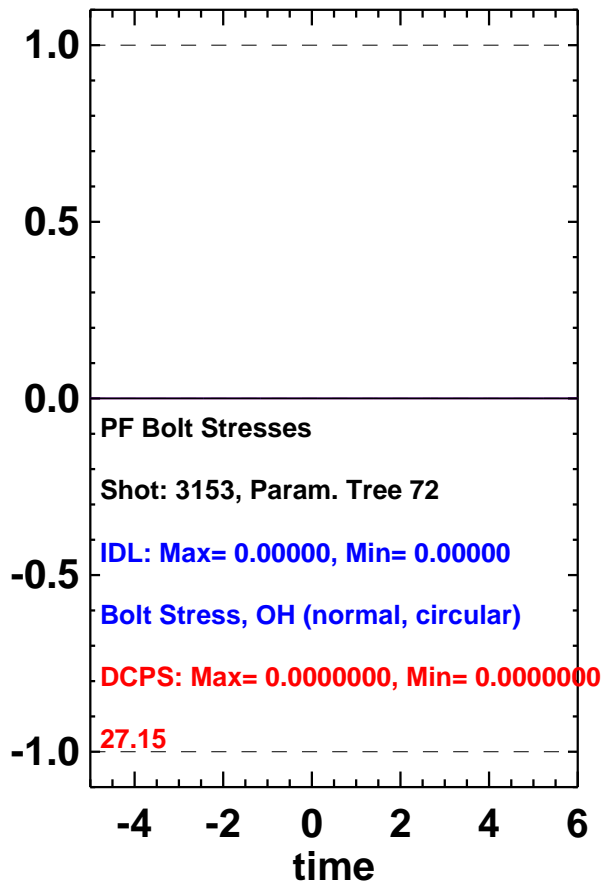 1.0
0.5
0.0
PF Bolt Stresses
Shot: 3153, Param. Tree 72
IDL: Max= 0.00000, Min= 0.00000
-0.5
Bolt Stress, OH (normal, circular)
DCPS: Max= 0.0000000, Min= 0.0000000
27.15
-1.0
-4 -2 0 2 4 6
time